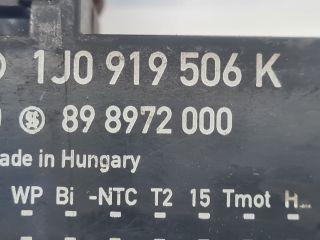 1J0 919 506 K
89 8972 000
ade in Hungary
WP Bi -NTC T2 15 Tmot H